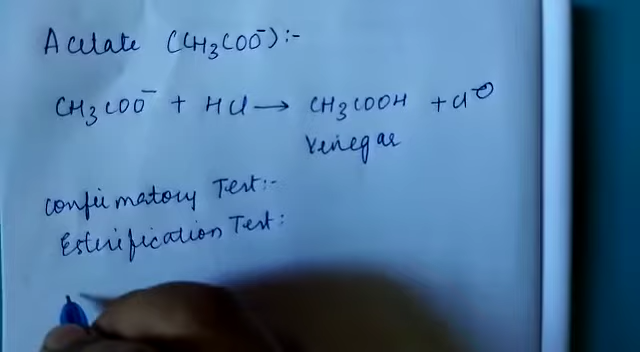 Acetate (CH₃COO⁻):-
CH₃COO⁻ + HCl → CH₃COOH + Cl⊖
Vinegar
Confirmatory Test:-
Esterification Test: